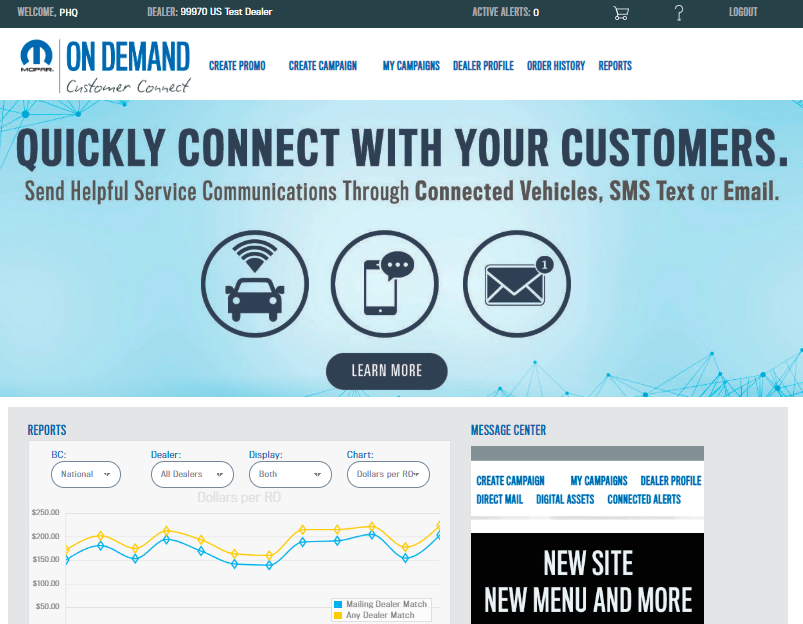 WELCOME, PHQ DEALER: 99970 US Test Dealer ACTIVE ALERTS: 0 LOGOUT
MOPAR. ON DEMAND
Customer Connect
CREATE PROMO CREATE CAMPAIGN MY CAMPAIGNS DEALER PROFILE ORDER HISTORY REPORTS
QUICKLY CONNECT WITH YOUR CUSTOMERS.
Send Helpful Service Communications Through Connected Vehicles, SMS Text or Email.
1
LEARN MORE
REPORTS
BC: Dealer: Display: Chart:
National All Dealers Both Dollars per RO
Dollars per RO
$250.00
$200.00
$150.00
$100.00
$50.00
Mailing Dealer Match
Any Dealer Match
MESSAGE CENTER
CREATE CAMPAIGN MY CAMPAIGNS DEALER PROFILE
DIRECT MAIL DIGITAL ASSETS CONNECTED ALERTS
NEW SITE
NEW MENU AND MORE